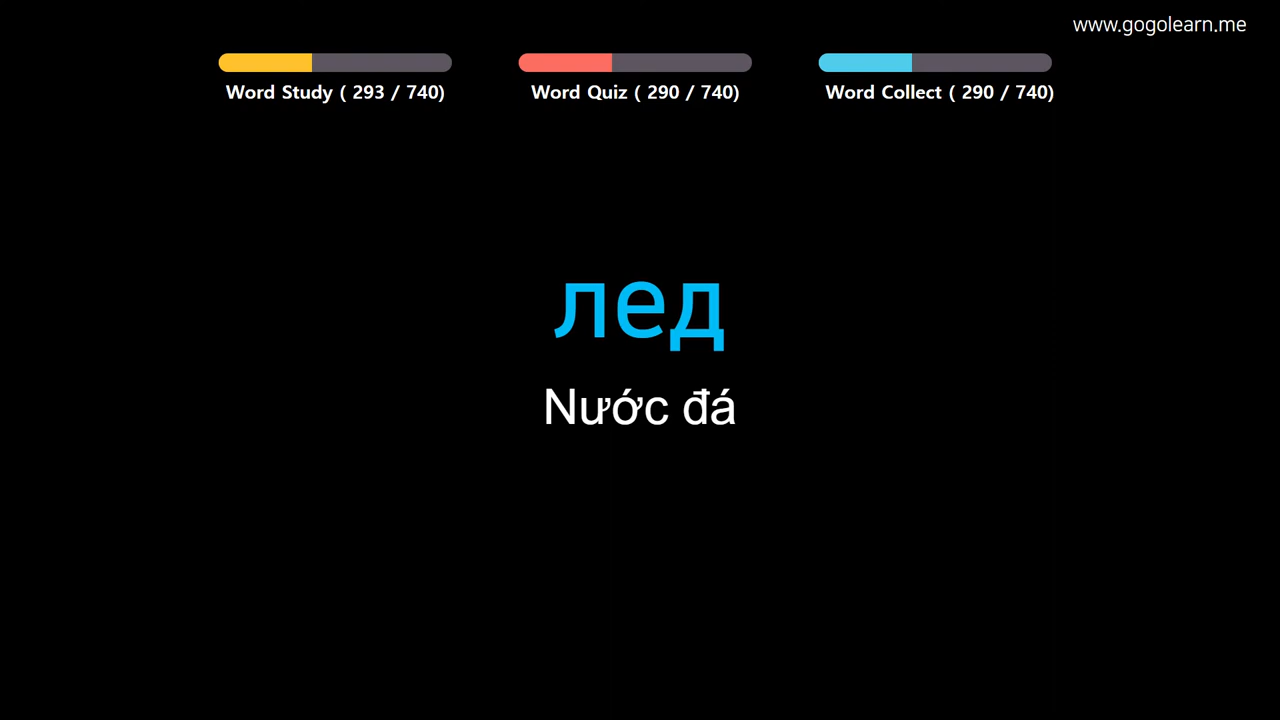 www.gogolearn.me
Word Study ( 293 / 740)
Word Quiz ( 290 / 740)
Word Collect ( 290 / 740)
лед
Nước đá